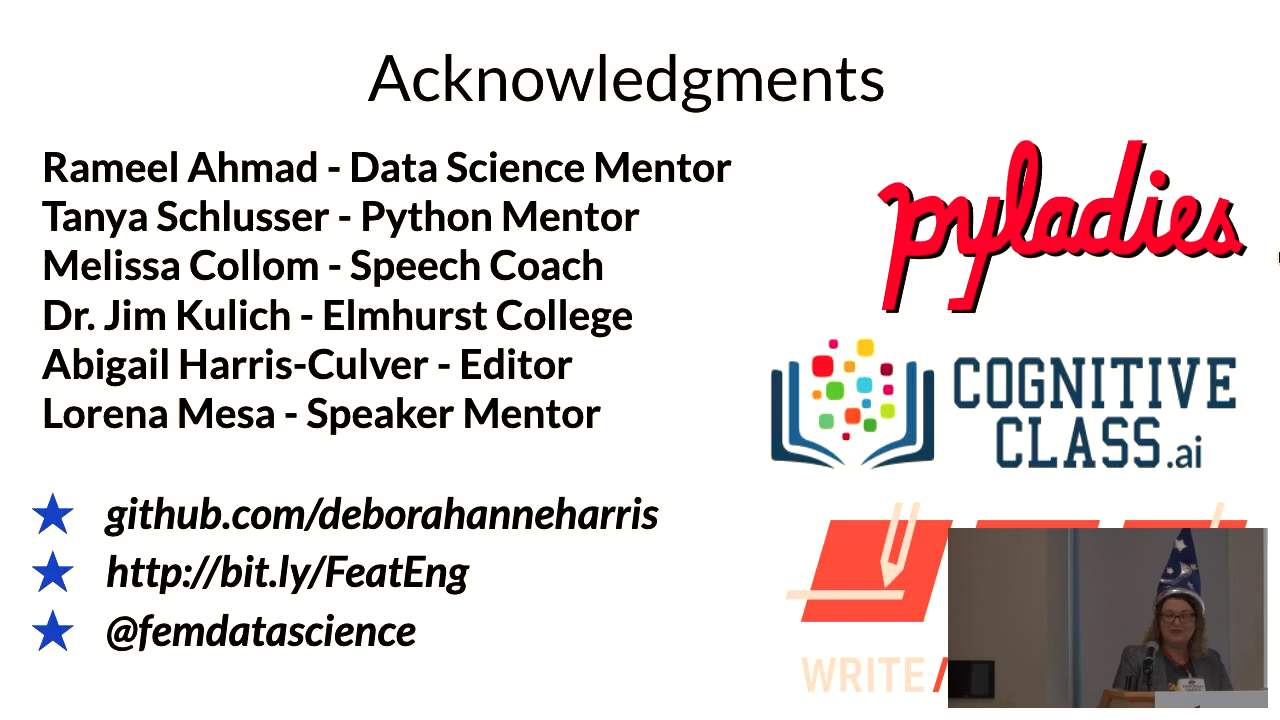 Acknowledgments
Rameel Ahmad - Data Science Mentor
Tanya Schlusser - Python Mentor
Melissa Collom - Speech Coach
Dr. Jim Kulich - Elmhurst College
Abigail Harris-Culver - Editor
Lorena Mesa - Speaker Mentor
github.com/deborahanneharris
http://bit.ly/FeatEng
@femdatascience
pyladies
COGNITIVE
CLASS.ai
WRITE /